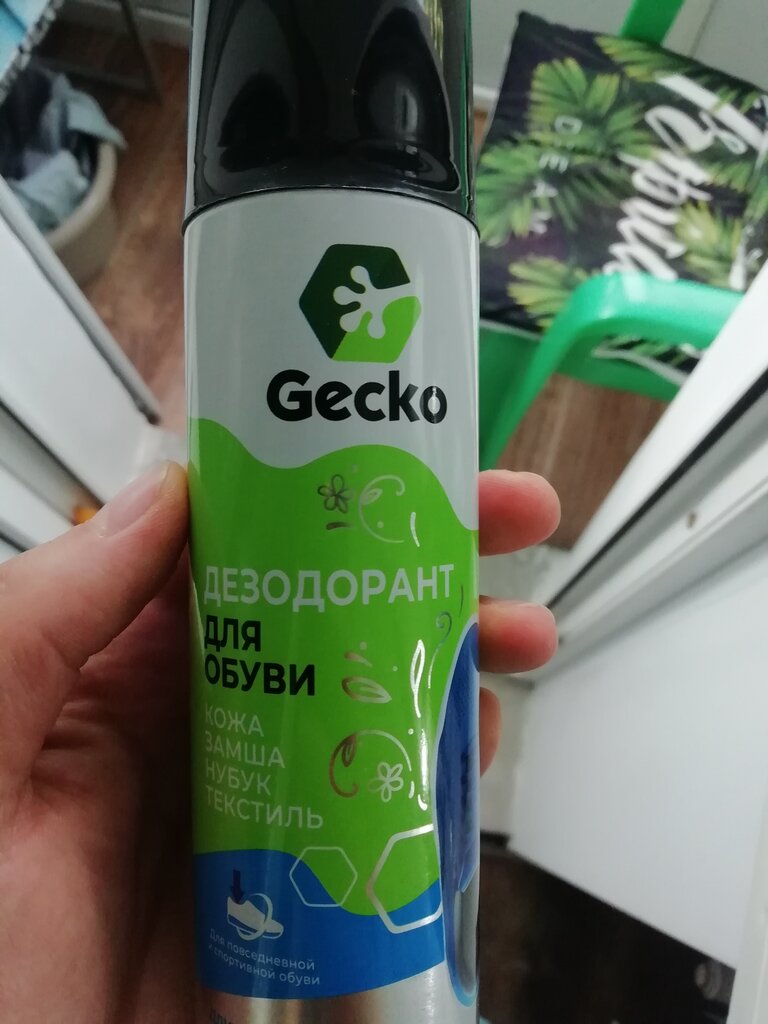 Gecko
ДЕЗОДОРАНТ
ДЛЯ
ОБУВИ
КОЖА
ЗАМША
НУБУК
ТЕКСТИЛЬ
Для повседневной
и спортивной обуви